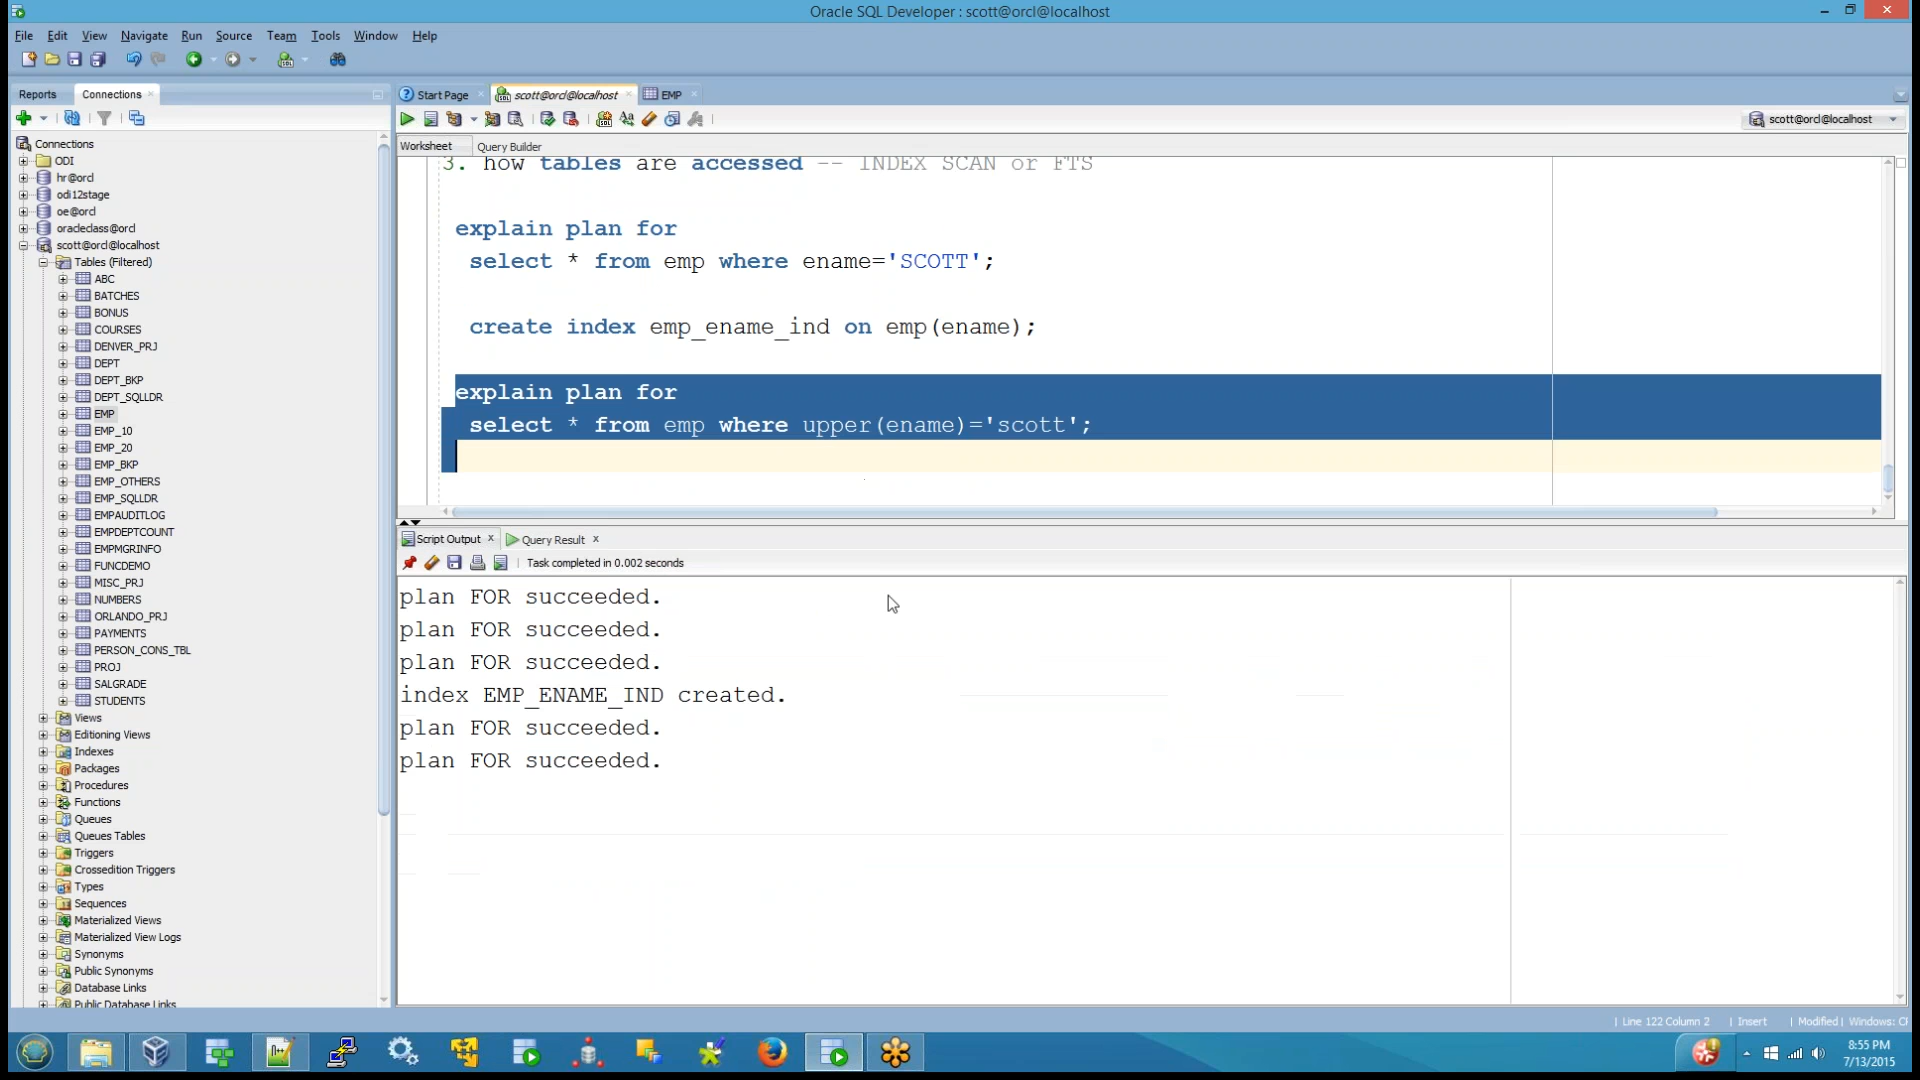 Oracle SQL Developer : scott@orcl@localhost
File Edit View Navigate Run Source Team Tools Window Help
Reports Connections
Start Page scott@orcl@localhost EMP
scott@orcl@localhost
Worksheet Query Builder
Connections
ODI
hr@orcl
odi12stage
oe@orcl
oracleclass@orcl
scott@orcl@localhost
Tables (Filtered)
ABC
BATCHES
BONUS
COURSES
DENVER_PRJ
DEPT
DEPT_BKP
DEPT_SQLLDR
EMP
EMP_10
EMP_20
EMP_BKP
EMP_OTHERS
EMP_SQLLDR
EMPAUDITLOG
EMPDEPTCOUNT
EMPMGRINFO
FUNCDEMO
MISC_PRJ
NUMBERS
ORLANDO_PRJ
PAYMENTS
PERSON_CONS_TBL
PROJ
SALGRADE
STUDENTS
Views
Editioning Views
Indexes
Packages
Procedures
Functions
Queues
Queues Tables
Triggers
Crossedition Triggers
Types
Sequences
Materialized Views
Materialized View Logs
Synonyms
Public Synonyms
Database Links
Public Database Links
3. how tables are accessed -- INDEX SCAN or FTS
explain plan for
select * from emp where ename='SCOTT';
create index emp_ename_ind on emp(ename);
explain plan for
select * from emp where upper(ename)='scott';
Script Output Query Result
Task completed in 0.002 seconds
plan FOR succeeded.
plan FOR succeeded.
plan FOR succeeded.
index EMP_ENAME_IND created.
plan FOR succeeded.
plan FOR succeeded.
Line 122 Column 2 Insert Modified Windows:
8:55 PM
7/13/2015